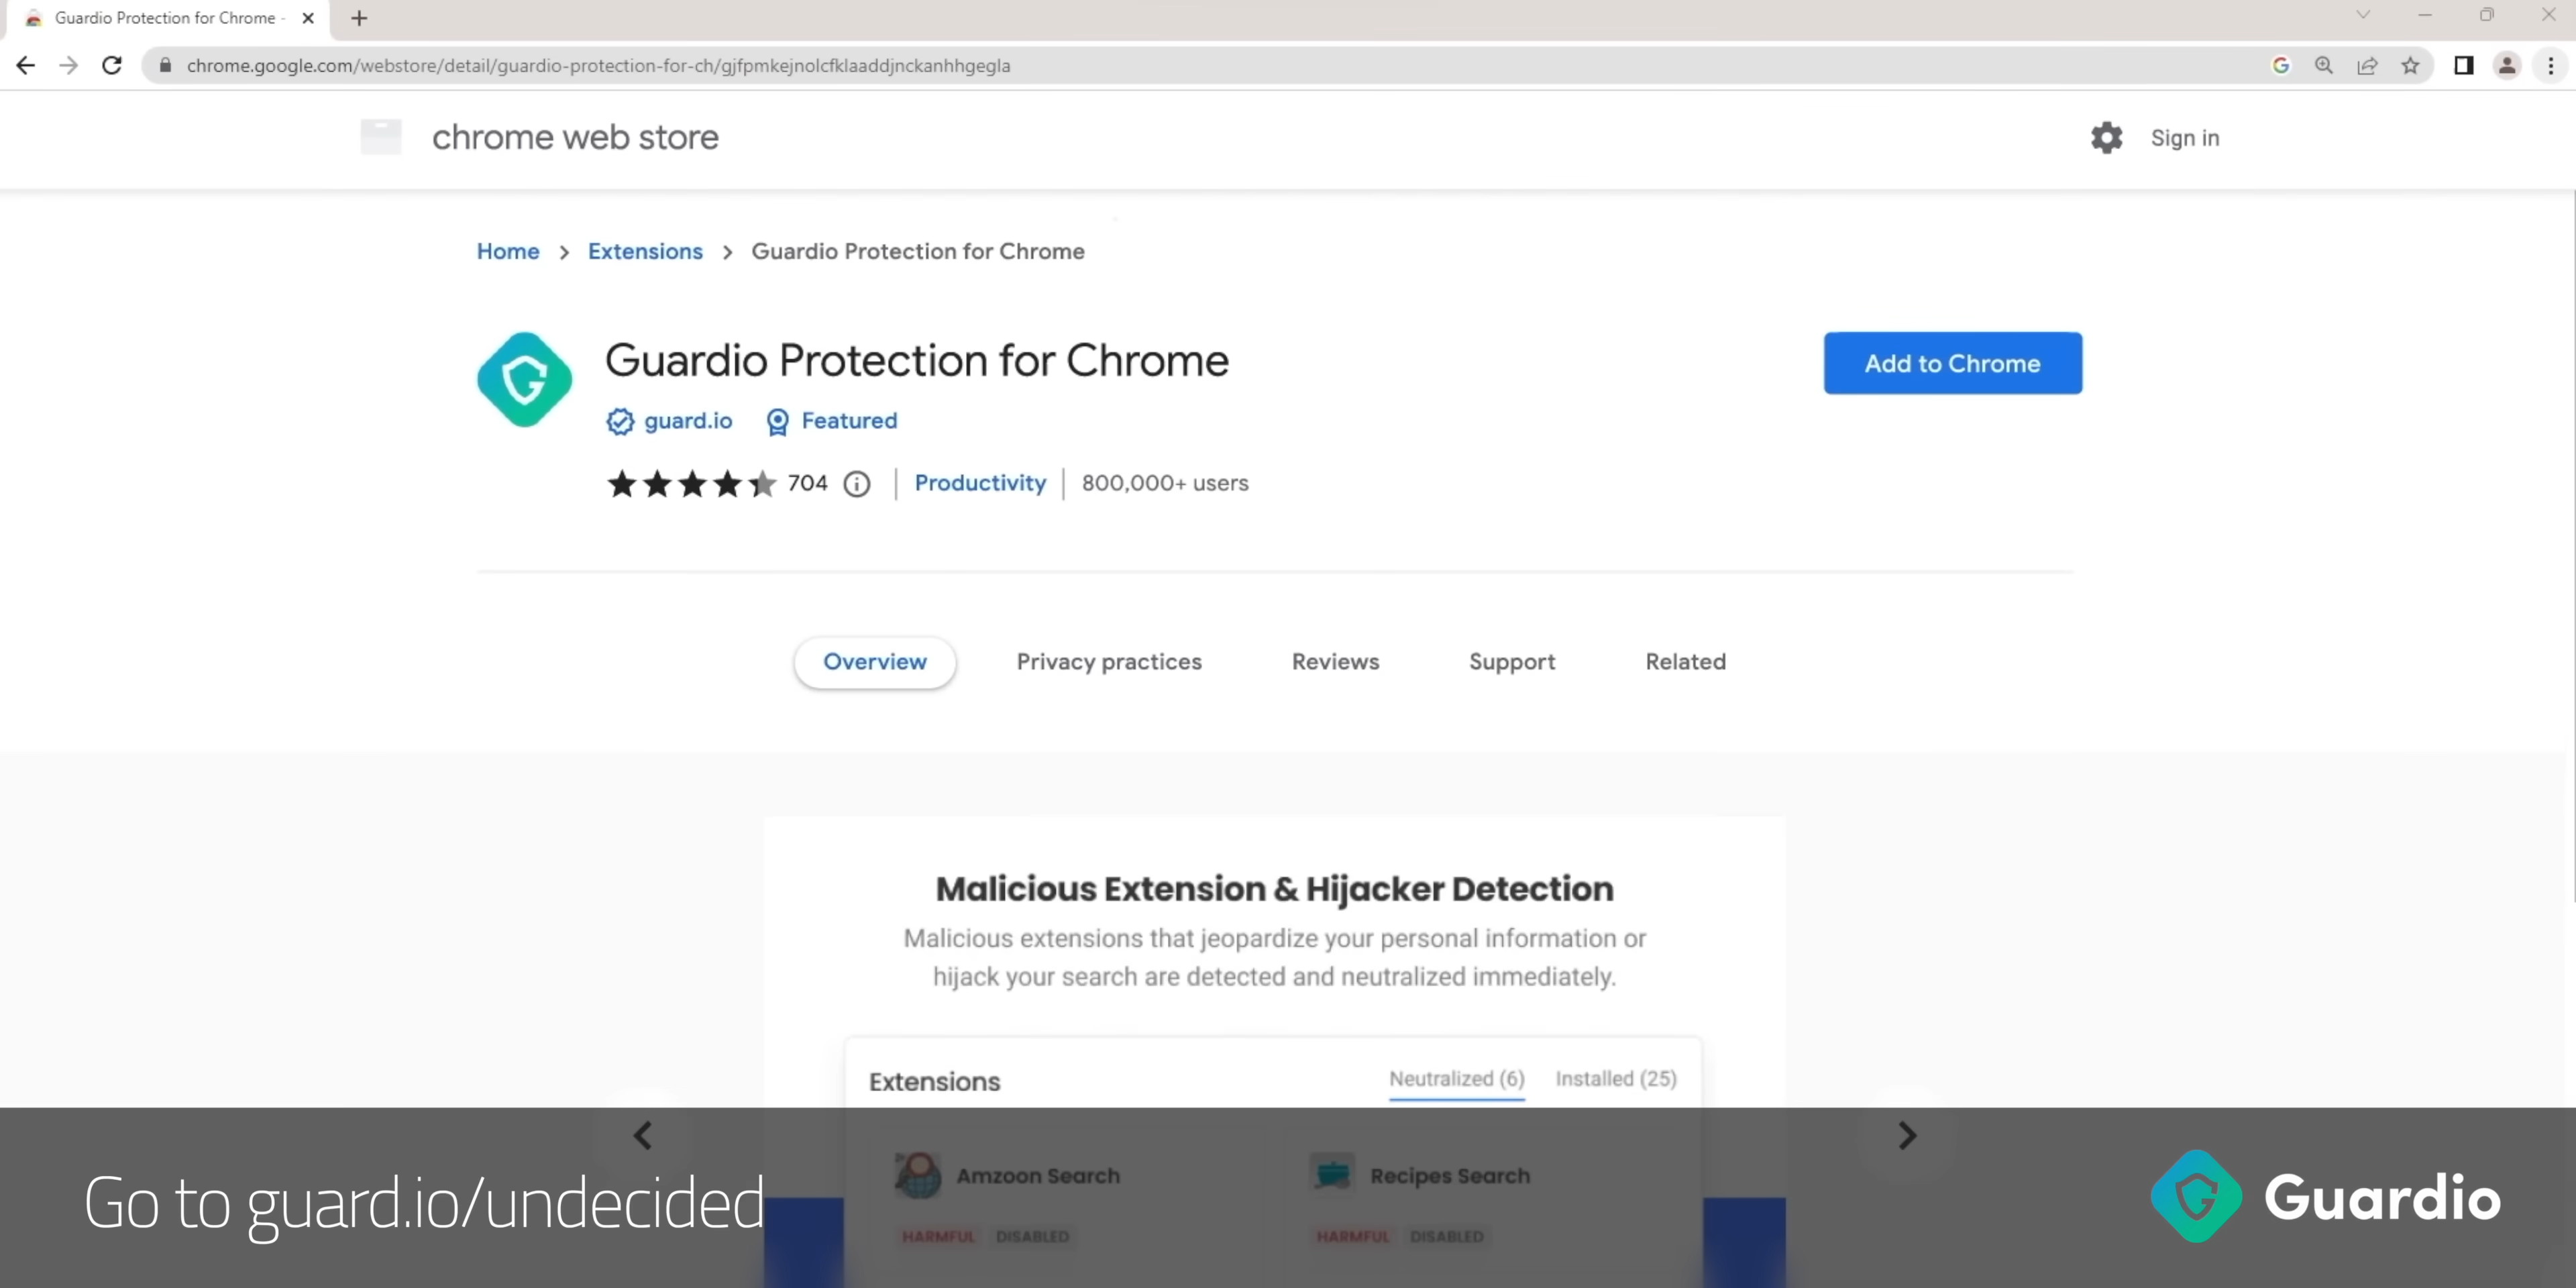 Guardio Protection for Chrome -
chrome.google.com/webstore/detail/guardio-protection-for-ch/gjfpmkejnolcfklaaddjnckanhhgegla
chrome web store
Sign in
Home > Extensions > Guardio Protection for Chrome
Guardio Protection for Chrome
Add to Chrome
guard.io Featured
704 Productivity 800,000+ users
Overview Privacy practices Reviews Support Related
Malicious Extension & Hijacker Detection
Malicious extensions that jeopardize your personal information or
hijack your search are detected and neutralized immediately.
Extensions Neutralized (6) Installed (25)
Amzoon Search Recipes Search
HARMFUL DISABLED HARMFUL DISABLED
Go to guard.io/undecided
Guardio